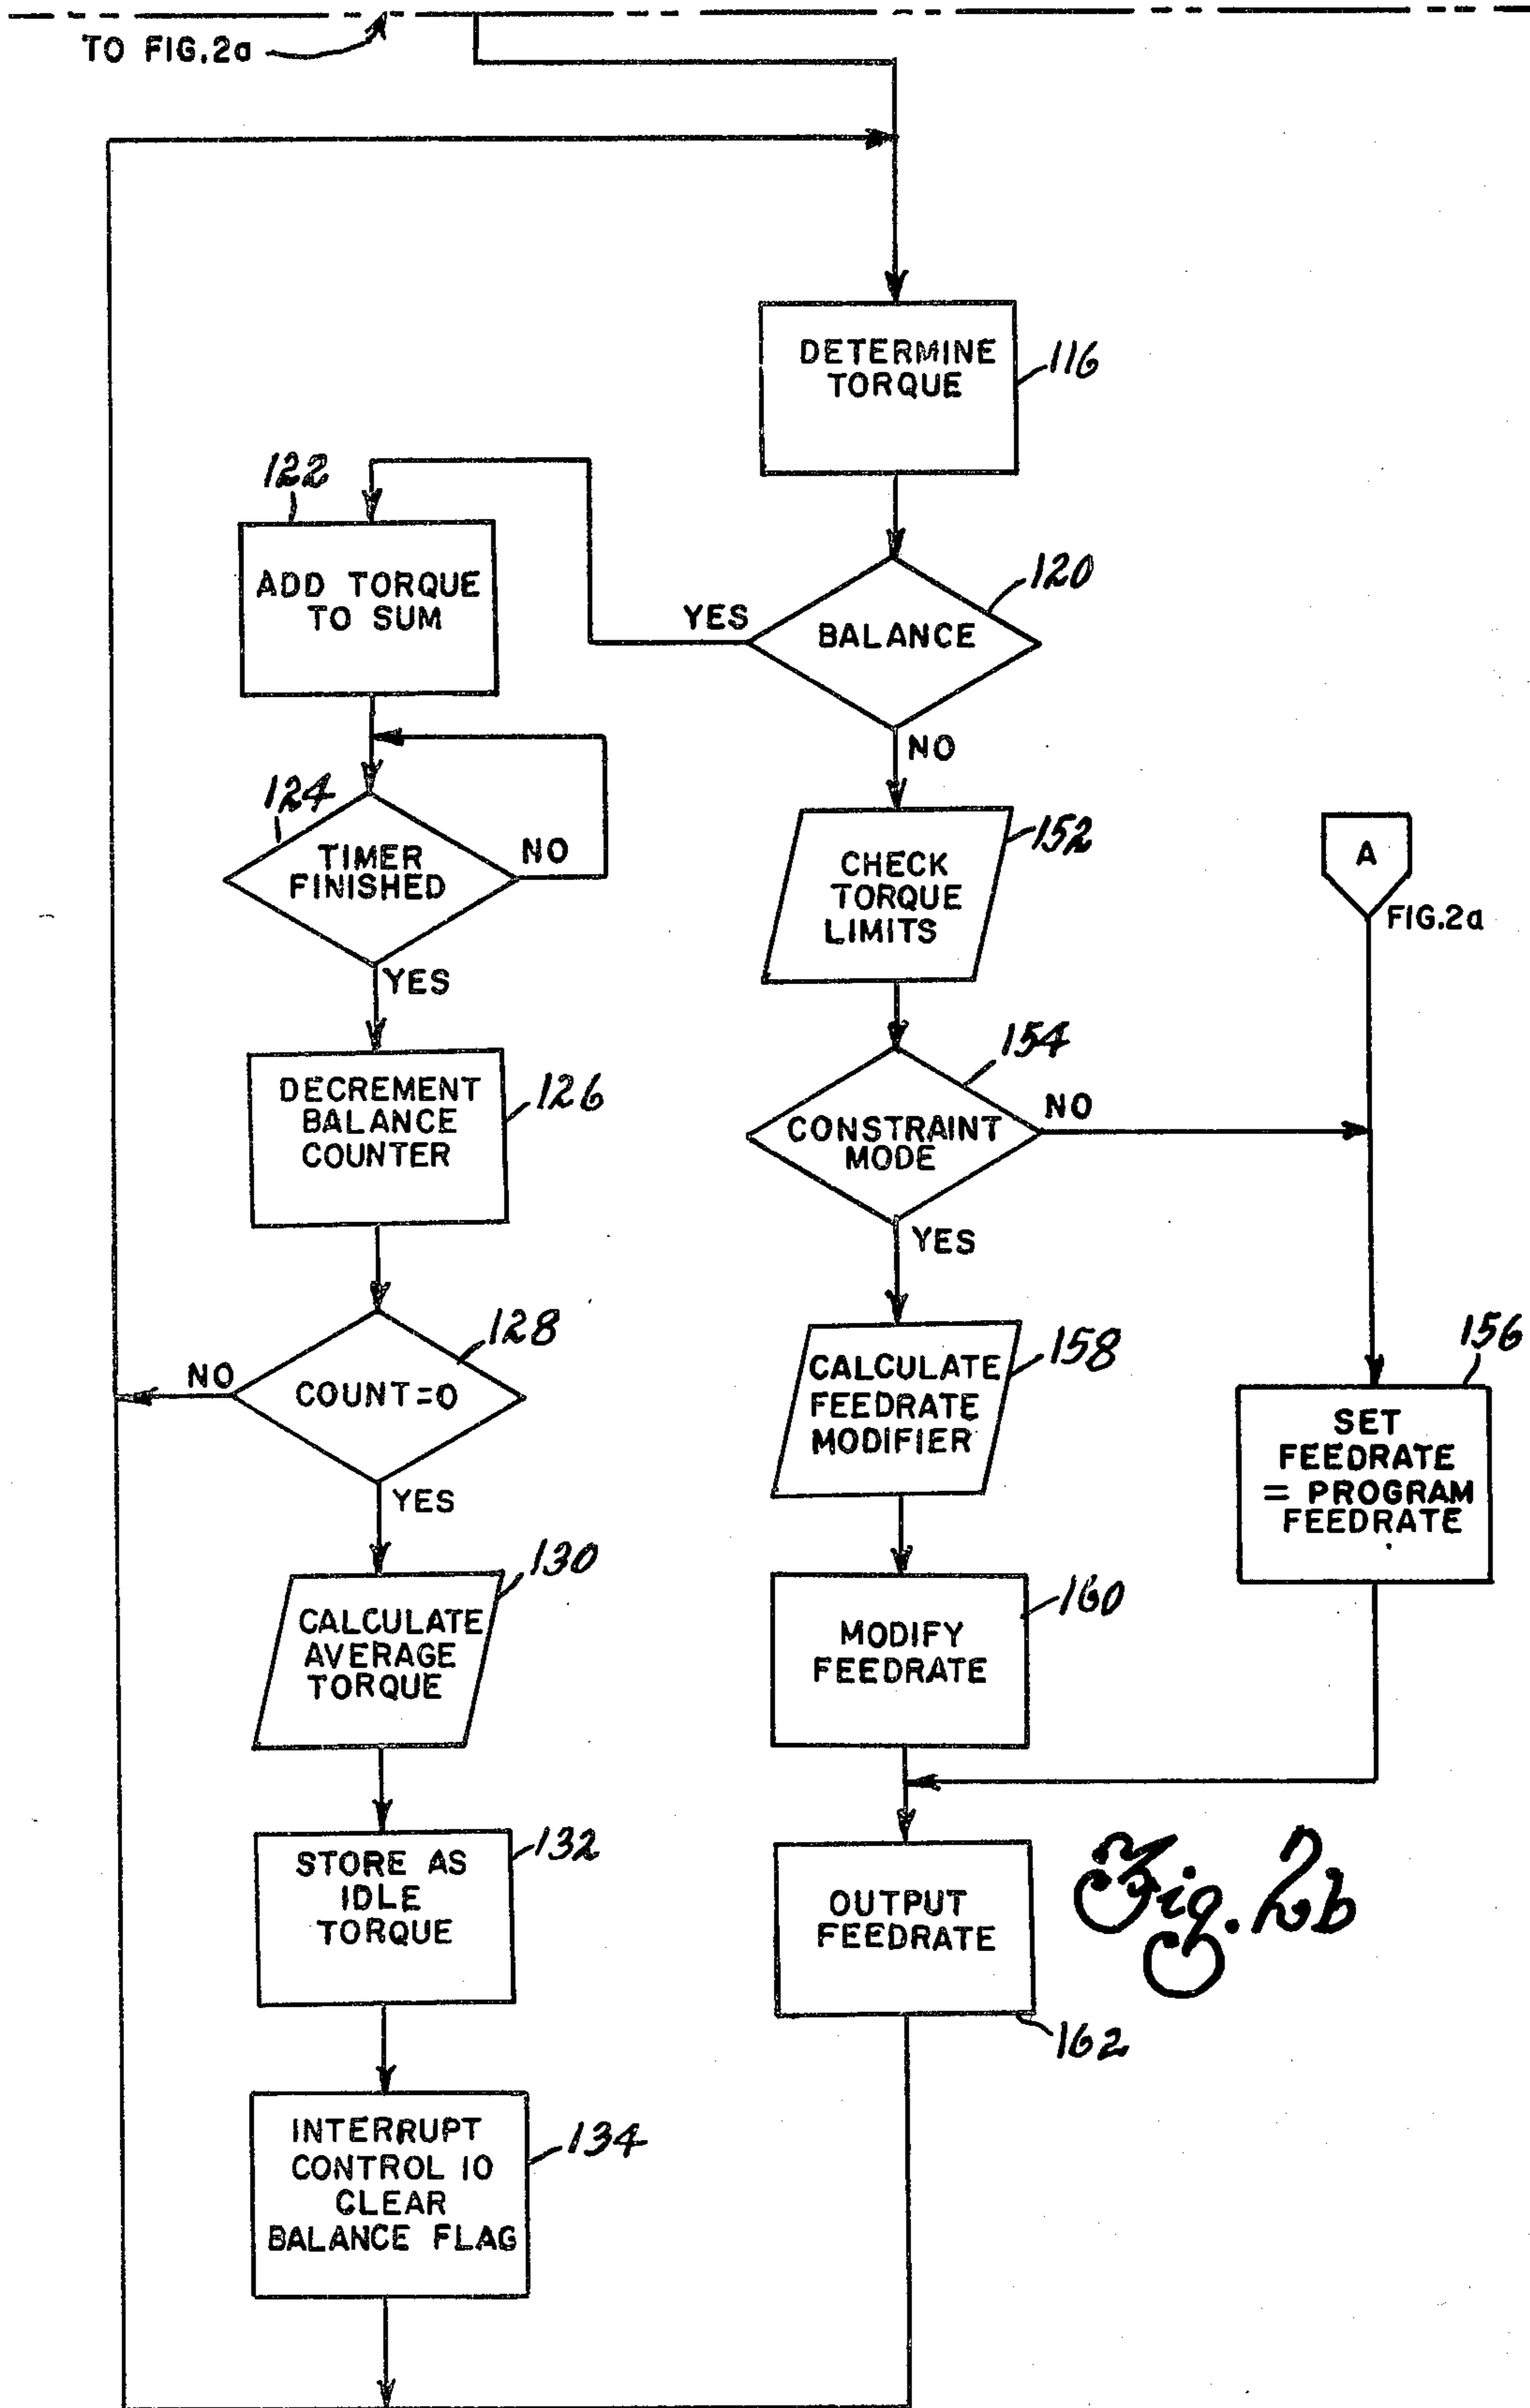 TO FIG.2a
DETERMINE
TORQUE
116
122
ADD TORQUE
TO SUM
YES
BALANCE
120
NO
124
TIMER
FINISHED
NO
YES
CHECK
TORQUE
LIMITS
152
A
FIG.2a
DECREMENT
BALANCE
COUNTER
126
CONSTRAINT
MODE
154
NO
YES
NO
COUNT=0
128
YES
CALCULATE
FEEDRATE
MODIFIER
158
156
SET
FEEDRATE
= PROGRAM
FEEDRATE
CALCULATE
AVERAGE
TORQUE
130
MODIFY
FEEDRATE
160
STORE AS
IDLE
TORQUE
132
OUTPUT
FEEDRATE
162
Fig. 2b
INTERRUPT
CONTROL 10
CLEAR
BALANCE FLAG
134